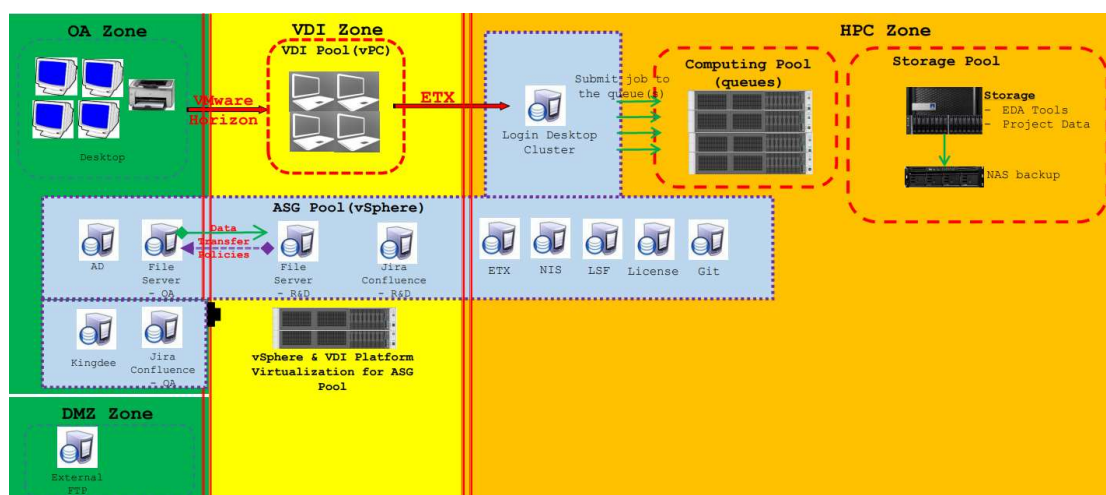 OA Zone
VDI Zone
HPC Zone
VDI Pool(vPC)
Computing Pool
(queues)
Storage Pool
VMware
Horizon
ETX
Submit job to
the queue(s)
Storage
- EDA Tools
- Project Data
Login Desktop
Cluster
Desktop
NAS backup
ASG Pool(vSphere)
Data
Transfer
Policies
AD
File
Server
- OA
File
Server
- R&D
Jira
Confluence
- R&D
ETX
NIS
LSF
License
Git
Kingdee
Jira
Confluence
- OA
vSphere & VDI Platform
Virtualization for ASG
Pool
DMZ Zone
External
FTP